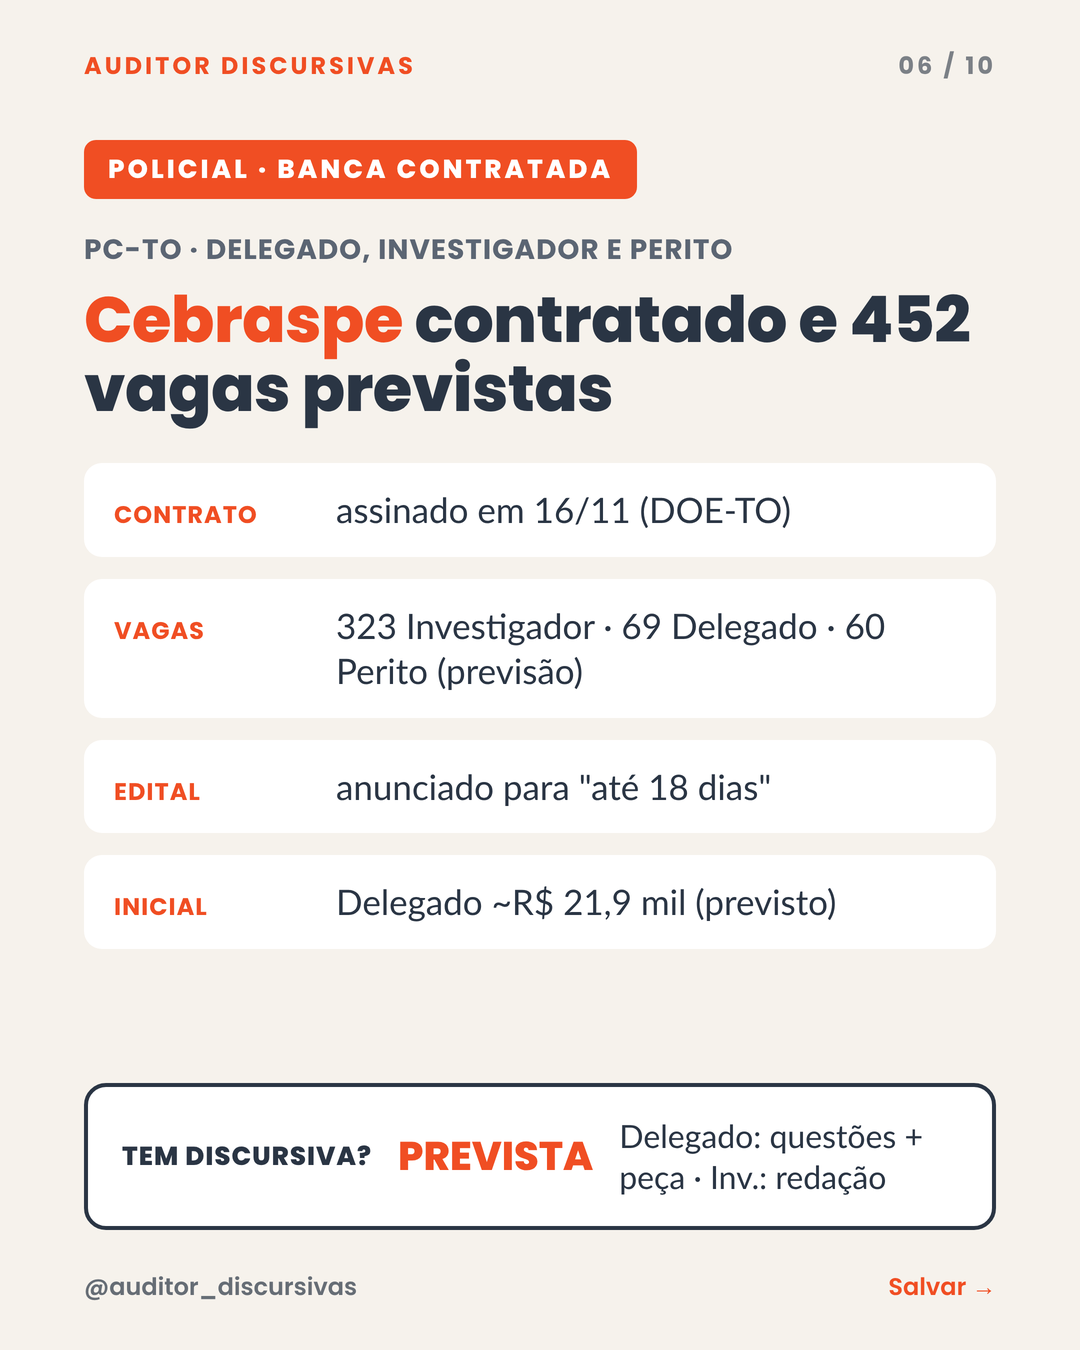 AUDITOR DISCURSIVAS
06 / 10
POLICIAL · BANCA CONTRATADA
PC-TO · DELEGADO, INVESTIGADOR E PERITO
Cebraspe contratado e 452
vagas previstas
CONTRATO
assinado em 16/11 (DOE-TO)
VAGAS
323 Investigador · 69 Delegado · 60
Perito (previsão)
EDITAL
anunciado para "até 18 dias"
INICIAL
Delegado ~R$ 21,9 mil (previsto)
TEM DISCURSIVA?
PREVISTA
Delegado: questões +
peça · Inv.: redação
@auditor_discursivas
Salvar →